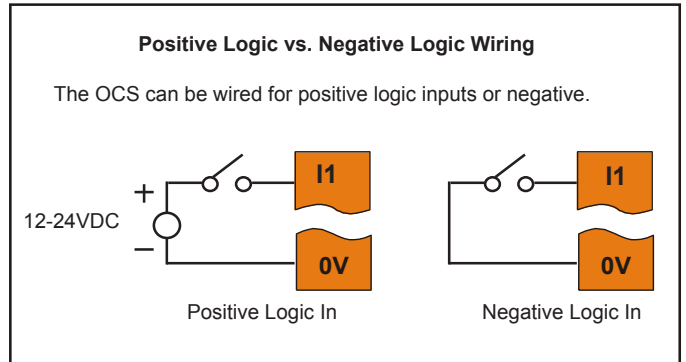 Positive Logic vs. Negative Logic Wiring
The OCS can be wired for positive logic inputs or negative.
+
12-24VDC
–
I1
0V
Positive Logic In
I1
0V
Negative Logic In